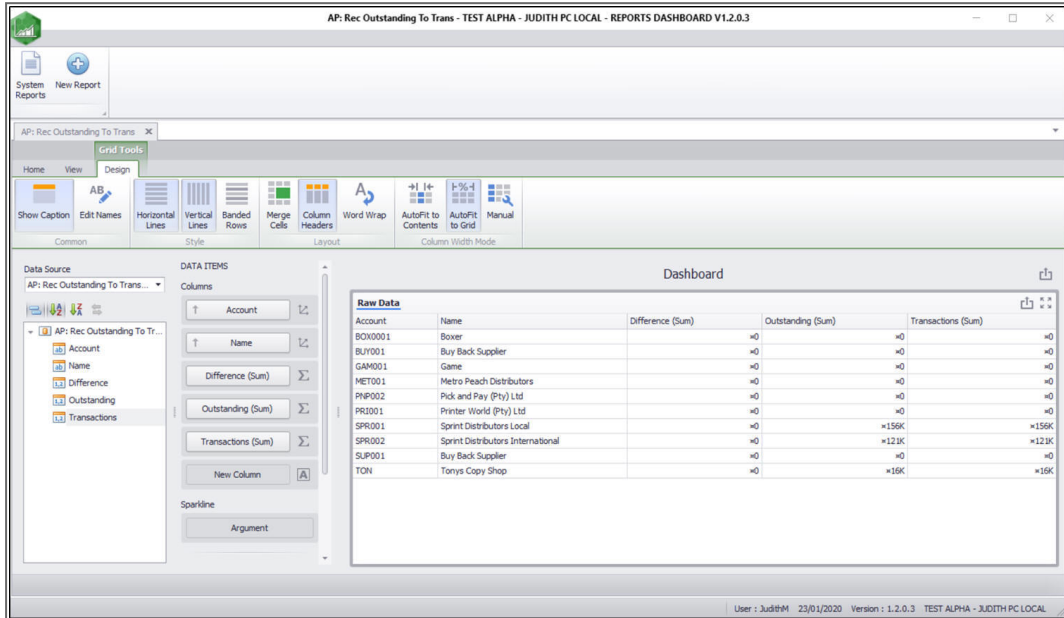 AP: Rec Outstanding To Trans - TEST ALPHA - JUDITH PC LOCAL - REPORTS DASHBOARD V1.2.0.3
System Reports
New Report
AP: Rec Outstanding To Trans
Grid Tools
Home View Design
Show Caption Edit Names Horizontal Lines Vertical Lines Banded Rows Merge Cells Column Headers Word Wrap AutoFit to Contents AutoFit to Grid Manual
Common Style Layout Column Width Mode
Data Source
AP: Rec Outstanding To Trans...
AP: Rec Outstanding To Tr...
Account
Name
Difference
Outstanding
Transactions
DATA ITEMS
Columns
Account
Name
Difference (Sum)
Outstanding (Sum)
Transactions (Sum)
New Column
Sparkline
Argument
Dashboard
Raw Data
Account Name Difference (Sum) Outstanding (Sum) Transactions (Sum)
BOX0001 Boxer ¤0 ¤0 ¤0
BUY001 Buy Back Supplier ¤0 ¤0 ¤0
GAM001 Game ¤0 ¤0 ¤0
MET001 Metro Peach Distributors ¤0 ¤0 ¤0
PNP002 Pick and Pay (Pty) Ltd ¤0 ¤0 ¤0
PRI001 Printer World (Pty) Ltd ¤0 ¤0 ¤0
SPR001 Sprint Distributors Local ¤0 ¤156K ¤156K
SPR002 Sprint Distributors International ¤0 ¤121K ¤121K
SUP001 Buy Back Supplier ¤0 ¤0 ¤0
TON Tonys Copy Shop ¤0 ¤16K ¤16K
User : JudithM 23/01/2020 Version : 1.2.0.3 TEST ALPHA - JUDITH PC LOCAL